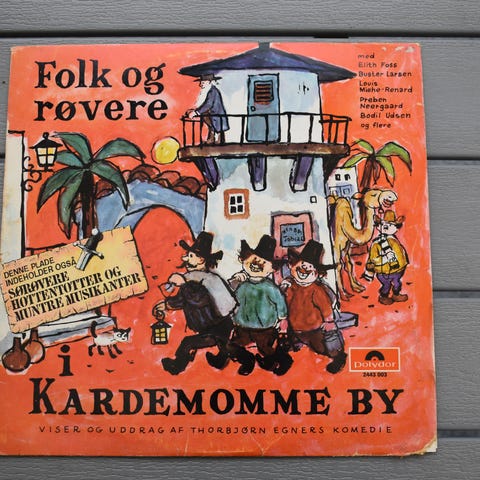 Folk og
røvere
med
Elith Foss
Buster Larsen
Louis
Miehe-Renard
Preben
Neergaard
Bodil Udsen
og flere
Tobias
DENNE PLADE
INDEHOLDER OGSÅ
SØRØVERE,
HOTTENTOTTER OG
MUNTRE MUSIKANTER
i
KARDEMOMME BY
Polydor
2443 003
VISER OG UDDRAG AF THORBJØRN EGNERS KOMEDIE